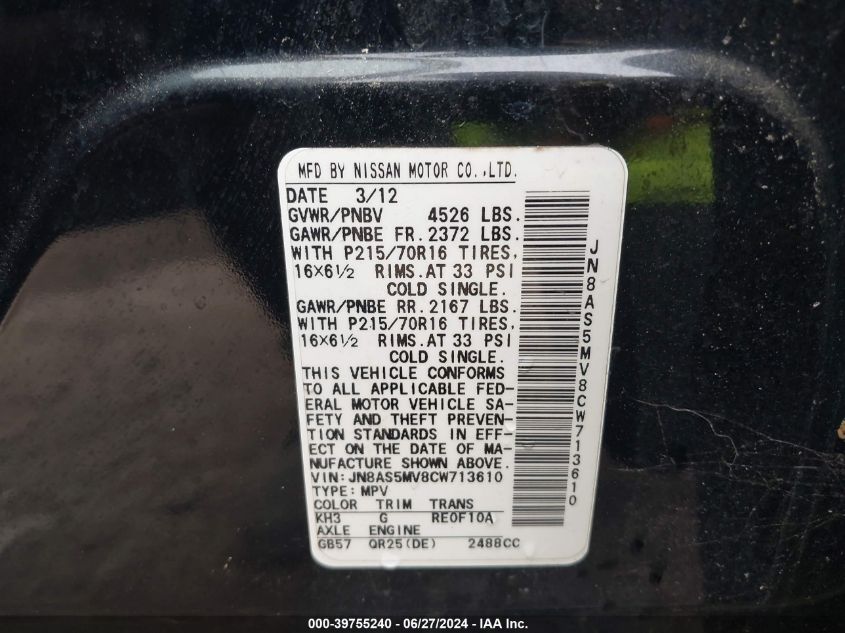 MFD BY NISSAN MOTOR CO.,LTD.
DATE 3/12
GVWR/PNBV 4526 LBS.
GAWR/PNBE FR. 2372 LBS.
WITH P215/70R16 TIRES,
16×6½ RIMS.AT 33 PSI
COLD SINGLE.
GAWR/PNBE RR. 2167 LBS.
WITH P215/70R16 TIRES,
16×6½ RIMS.AT 33 PSI
COLD SINGLE.
THIS VEHICLE CONFORMS
TO ALL APPLICABLE FED-
ERAL MOTOR VEHICLE SA-
FETY AND THEFT PREVEN-
TION STANDARDS IN EFF-
ECT ON THE DATE OF MA-
NUFACTURE SHOWN ABOVE.
VIN: JN8AS5MV8CW713610
TYPE: MPV
COLOR TRIM TRANS
KH3 G RE0F10A
AXLE ENGINE
GB57 QR25(DE) 2488CC
JN8AS5MV8CW713610
000-39755240 - 06/27/2024 - IAA Inc.